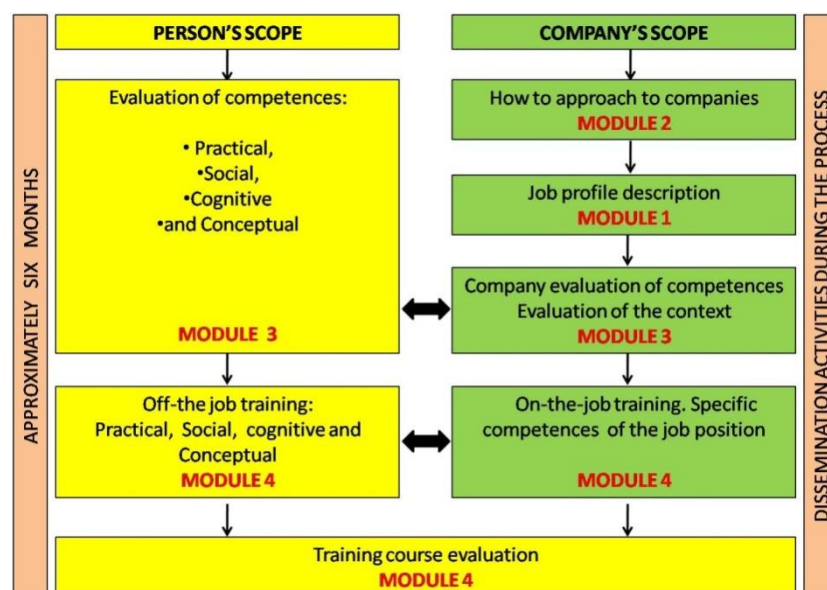 APPROXIMATELY SIX MONTHS
PERSON'S SCOPE
Evaluation of competences:
• Practical,
•Social,
•Cognitive
•and Conceptual
MODULE 3
Off-the job training:
Practical, Social, cognitive and
Conceptual
MODULE 4
COMPANY'S SCOPE
How to approach to companies
MODULE 2
Job profile description
MODULE 1
Company evaluation of competences
Evaluation of the context
MODULE 3
On-the-job training. Specific
competences of the job position
MODULE 4
Training course evaluation
MODULE 4
DISSEMINATION ACTIVITIES DURING THE PROCESS